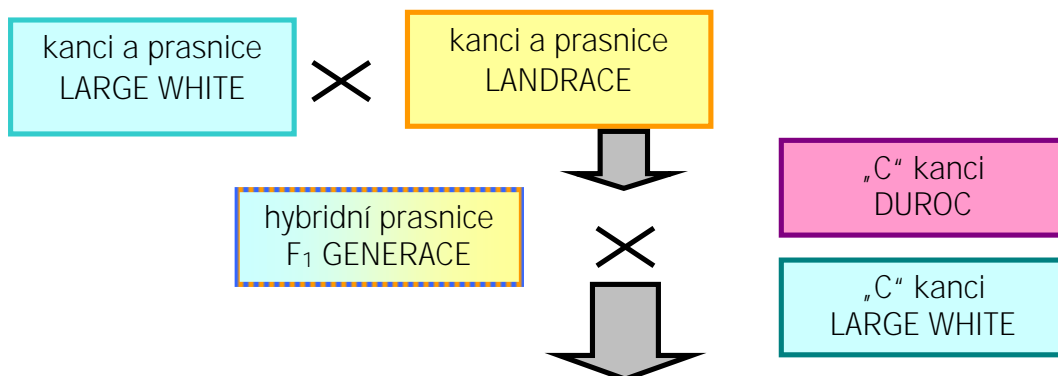 kanci a prasnice
LARGE WHITE
kanci a prasnice
LANDRACE
„C“ kanci
DUROC
hybridní prasnice
F₁ GENERACE
„C“ kanci
LARGE WHITE